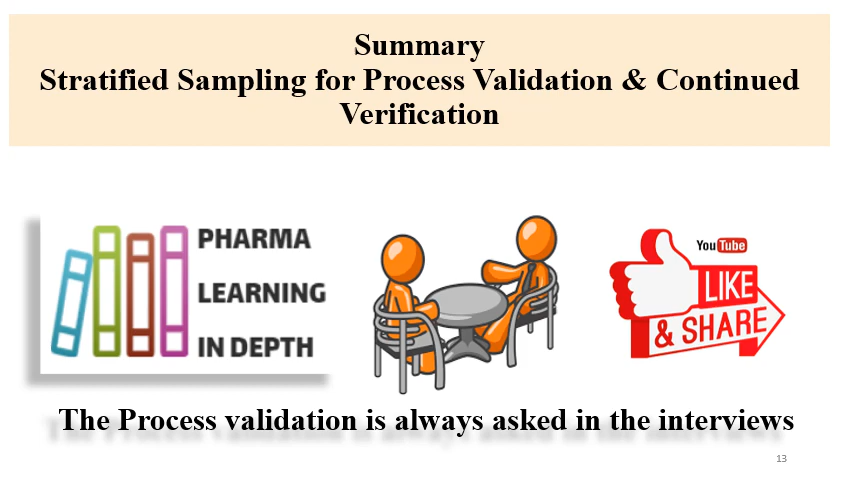 Summary
Stratified Sampling for Process Validation & Continued
Verification
PHARMA
LEARNING
IN DEPTH
YouTube
LIKE
& SHARE
The Process validation is always asked in the interviews
13